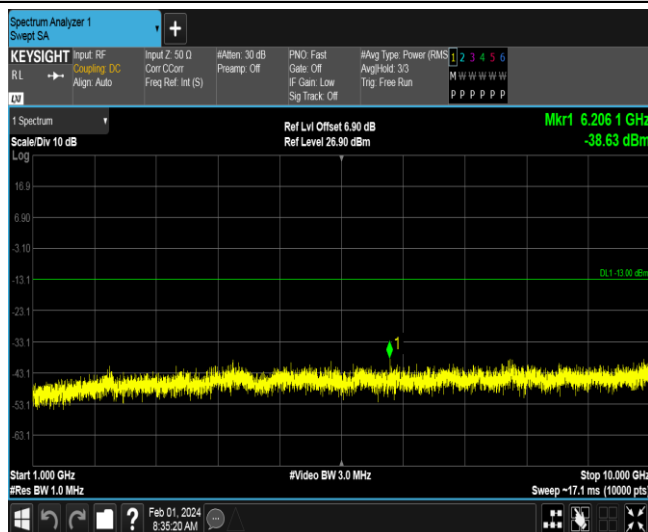 Spectrum Analyzer 1
Swept SA
KEYSIGHT
RL
LXI
Input: RF
Coupling: DC
Align: Auto
Input Z: 50 Ω
Corr CCorr
Freq Ref: Int (S)
#Atten: 30 dB
Preamp: Off
PNO: Fast
Gate: Off
IF Gain: Low
Sig Track: Off
#Avg Type: Power (RMS
Avg|Hold: 3/3
Trig: Free Run
1 2 3 4 5 6
M W W W W W
P P P P P P
1 Spectrum
Scale/Div 10 dB
Log
Ref Lvl Offset 6.90 dB
Ref Level 26.90 dBm
Mkr1 6.206 1 GHz
-38.63 dBm
16.9
6.90
-3.10
-13.1
DL1 -13.00 dBm
-23.1
-33.1
1
-43.1
-53.1
-63.1
Start 1.000 GHz
#Res BW 1.0 MHz
#Video BW 3.0 MHz
Stop 10.000 GHz
Sweep ~17.1 ms (10000 pts)
?
Feb 01, 2024
8:35:20 AM